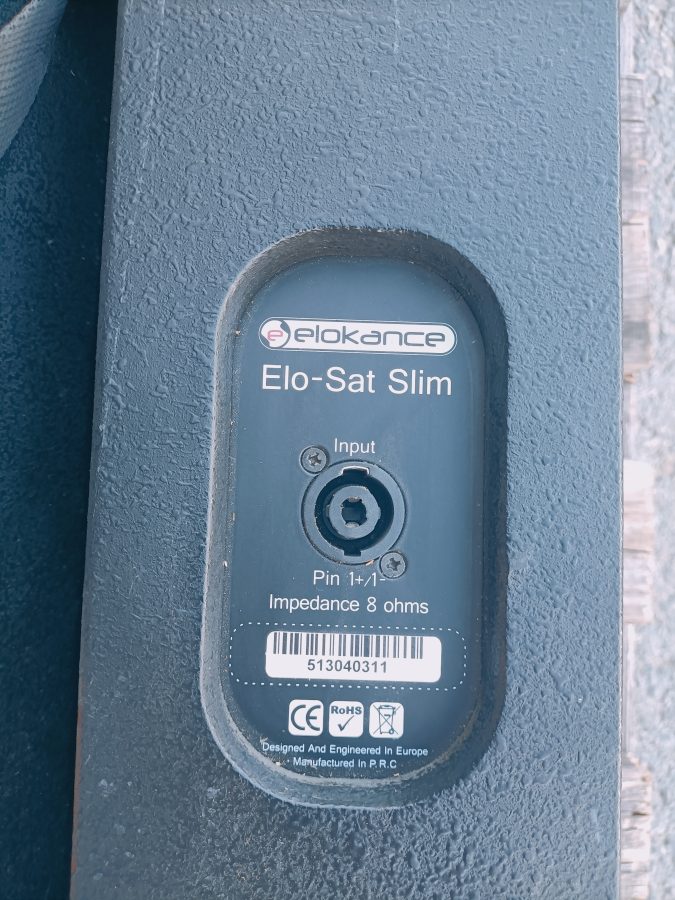 e elokance
Elo-Sat Slim
Input
Pin 1+/1-
Impedance 8 ohms
513040311
CE RoHS
Designed And Engineered In Europe
Manufactured In P.R.C